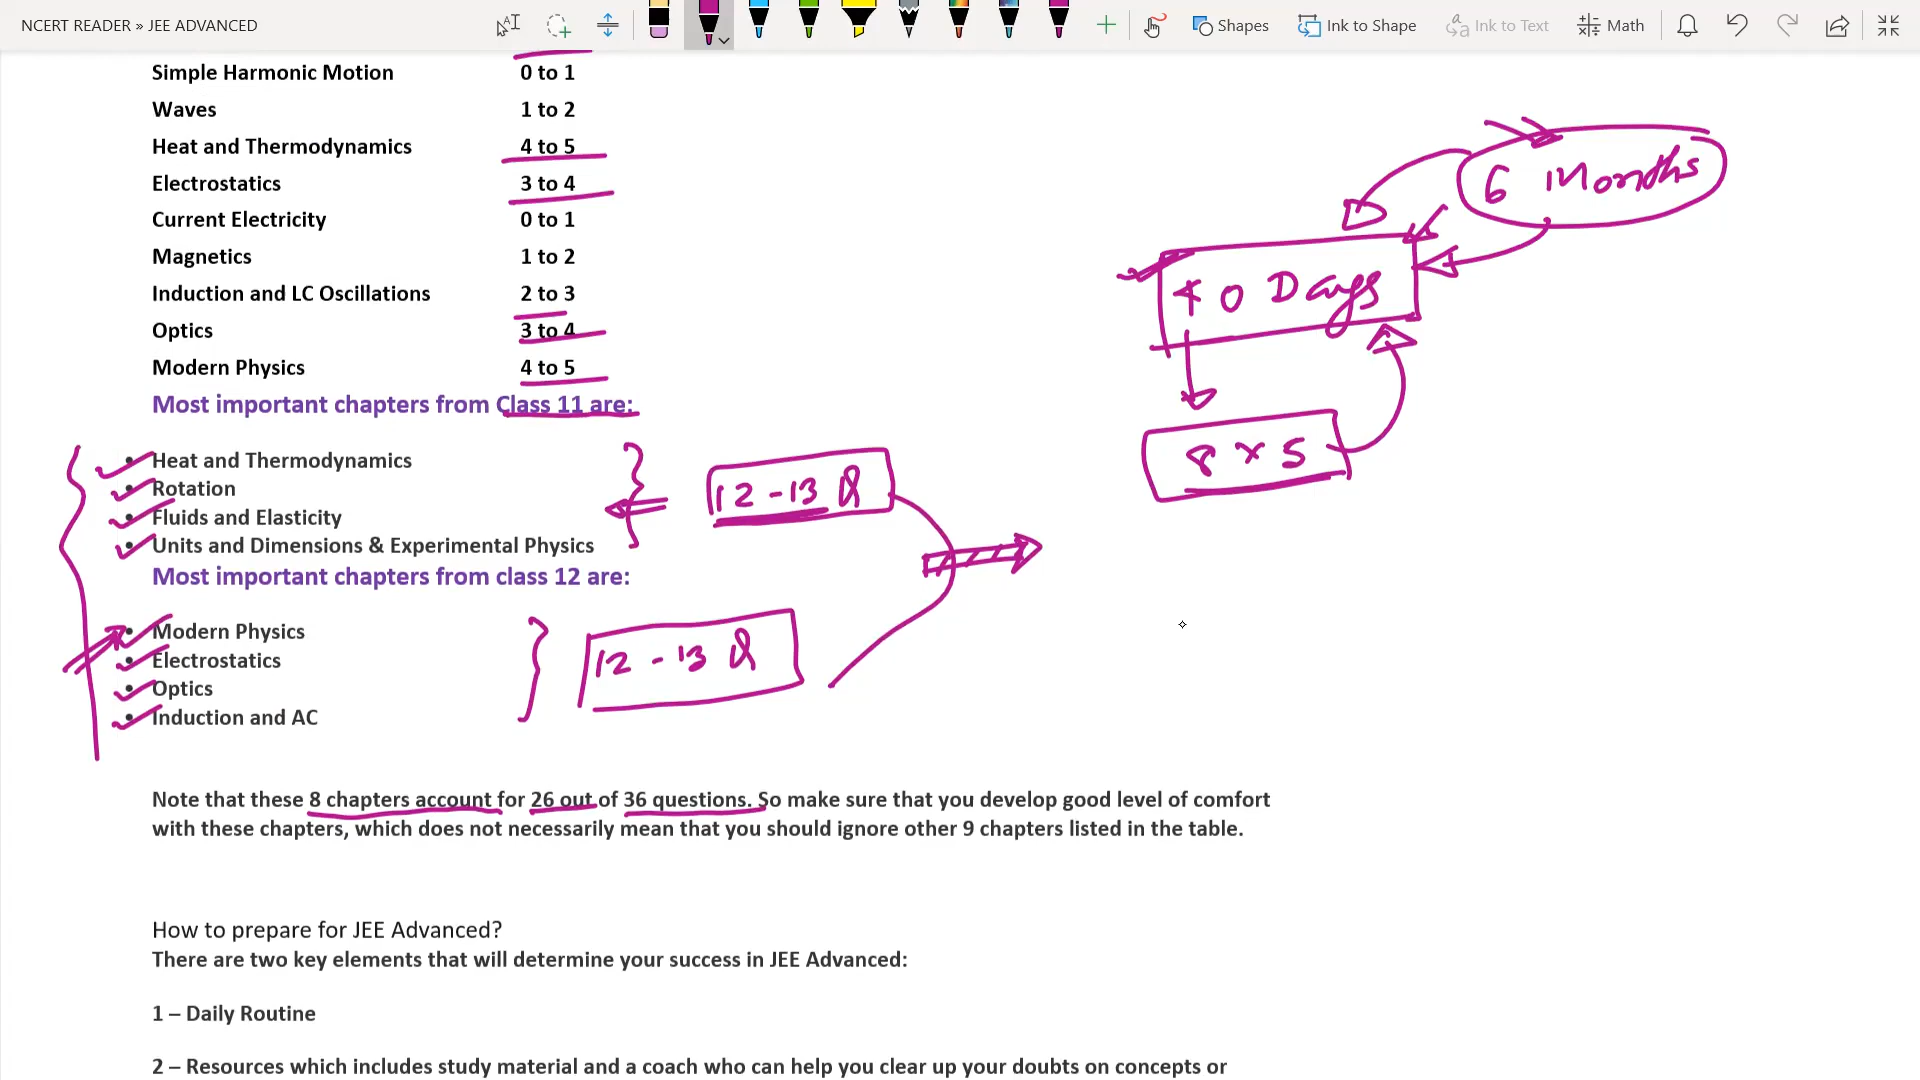 NCERT READER » JEE ADVANCED
Shapes
Ink to Shape
Ink to Text
Math
Simple Harmonic Motion 0 to 1
Waves 1 to 2
Heat and Thermodynamics 4 to 5
Electrostatics 3 to 4
Current Electricity 0 to 1
Magnetics 1 to 2
Induction and LC Oscillations 2 to 3
Optics 3 to 4
Modern Physics 4 to 5
6 Months
40 Days
8 x 5
Most important chapters from Class 11 are:
• Heat and Thermodynamics
• Rotation
• Fluids and Elasticity
• Units and Dimensions & Experimental Physics
12 - 13 Q
Most important chapters from class 12 are:
• Modern Physics
• Electrostatics
• Optics
• Induction and AC
12 - 13 Q
Note that these 8 chapters account for 26 out of 36 questions. So make sure that you develop good level of comfort
with these chapters, which does not necessarily mean that you should ignore other 9 chapters listed in the table.
How to prepare for JEE Advanced?
There are two key elements that will determine your success in JEE Advanced:
1 – Daily Routine
2 – Resources which includes study material and a coach who can help you clear up your doubts on concepts or